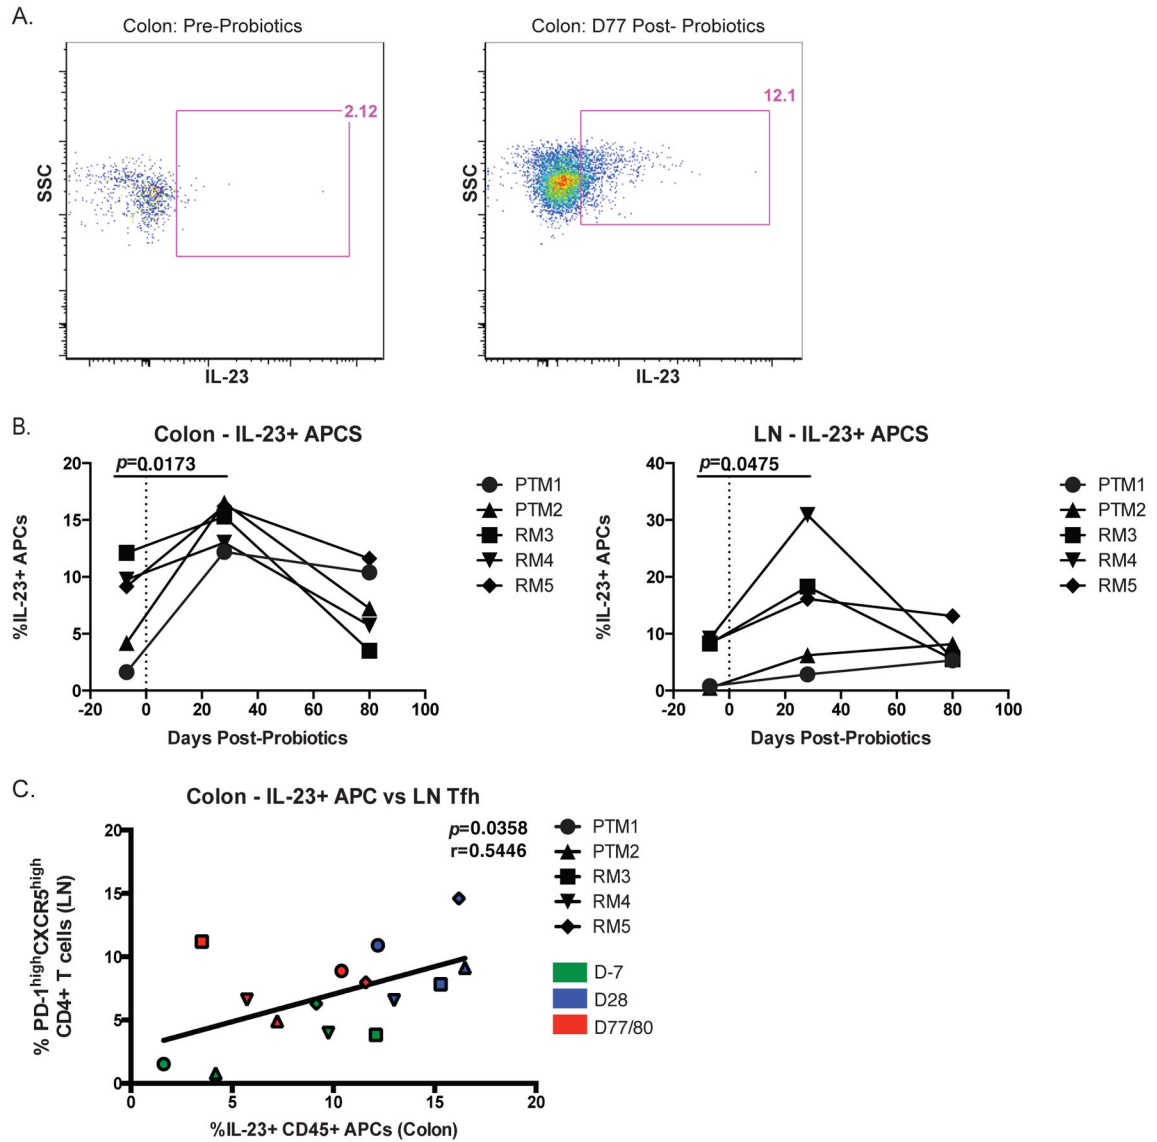 A.
Colon: Pre-Probiotics
Colon: D77 Post- Probiotics
2.12
12.1
SSC
SSC
IL-23
IL-23
B.
Colon - IL-23+ APCS
LN - IL-23+ APCS
p=0.0173
p=0.0475
%IL-23+ APCs
20
15
10
5
0
-20 0 20 40 60 80 100
Days Post-Probiotics
PTM1
PTM2
RM3
RM4
RM5
%IL-23+ APCs
40
30
20
10
0
-20 0 20 40 60 80 100
Days Post-Probiotics
PTM1
PTM2
RM3
RM4
RM5
C.
Colon - IL-23+ APC vs LN Tfh
p=0.0358
r=0.5446
% PD-1highCXCR5high
CD4+ T cells (LN)
20
15
10
5
0
0 5 10 15 20
%IL-23+ CD45+ APCs (Colon)
PTM1
PTM2
RM3
RM4
RM5
D-7
D28
D77/80